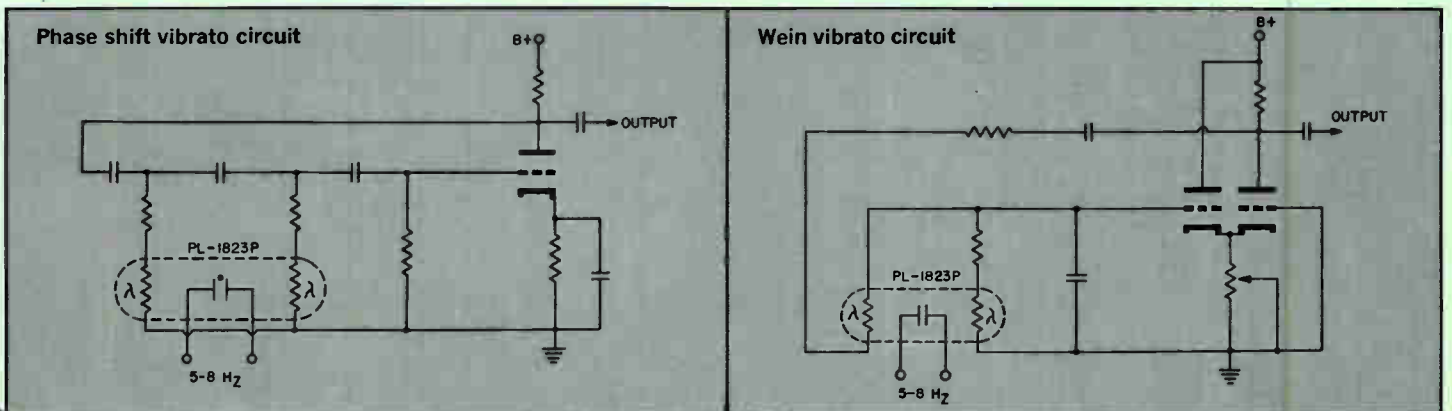 Phase shift vibrato circuit
B+
OUTPUT
PL-1823P
λ
λ
5-8 HZ
Wein vibrato circuit
B+
OUTPUT
PL-1823P
λ
λ
5-8 HZ